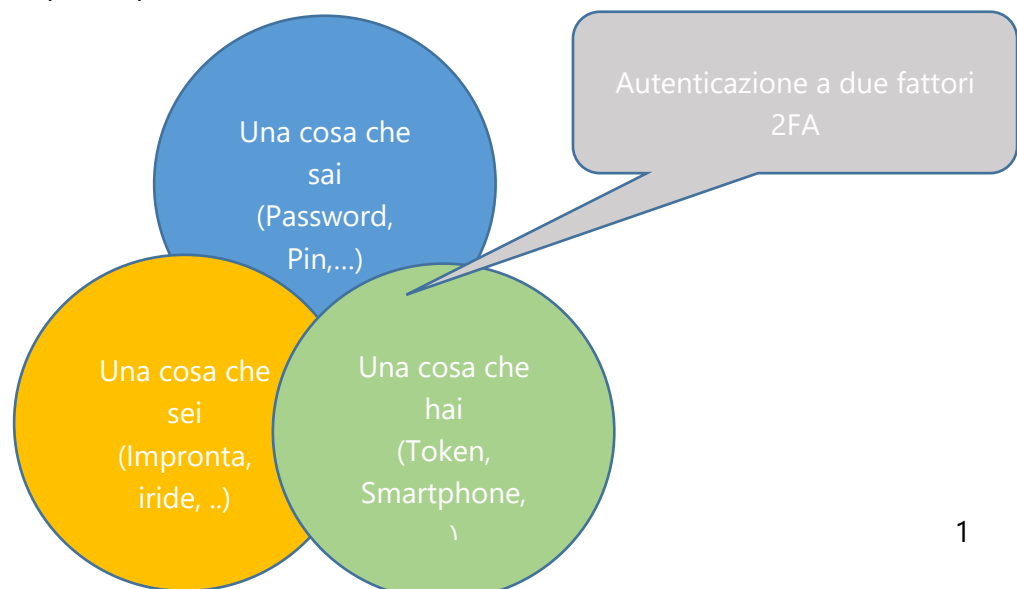 Autenticazione a due fattori
2FA
Una cosa che
sai
(Password,
Pin,...)
Una cosa che
sei
(Impronta,
iride, ..)
Una cosa che
hai
(Token,
Smartphone,
)
1